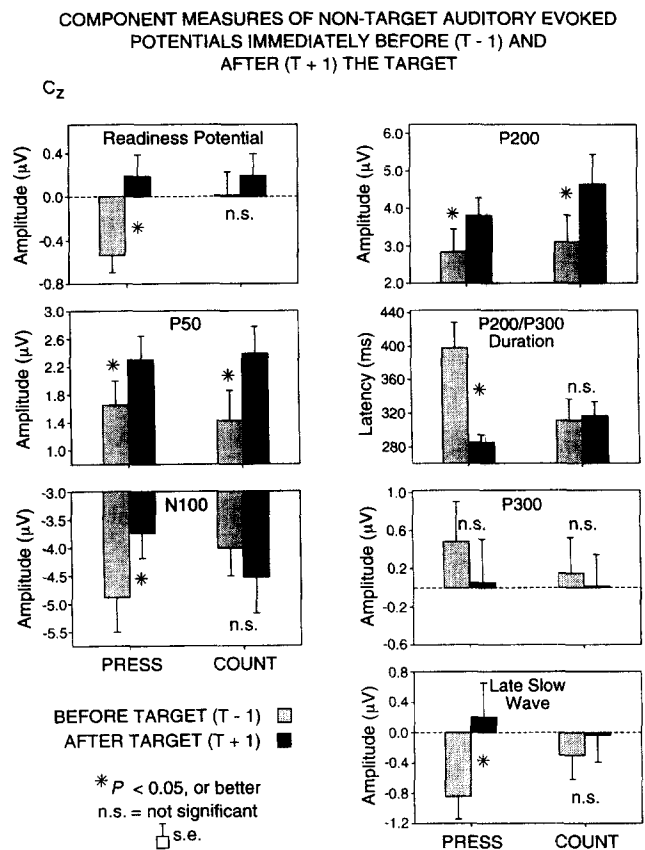 COMPONENT MEASURES OF NON-TARGET AUDITORY EVOKED
POTENTIALS IMMEDIATELY BEFORE (T - 1) AND
AFTER (T + 1) THE TARGET
Cz
Readiness Potential
Amplitude (μV)
0.4
0.0
-0.4
-0.8
*
n.s.
P50
Amplitude (μV)
3.0
2.6
2.2
1.8
1.4
1.0
*
*
N100
Amplitude (μV)
-3.0
-3.5
-4.0
-4.5
-5.0
-5.5
*
n.s.
PRESS
COUNT
BEFORE TARGET (T - 1)
AFTER TARGET (T + 1)
* P < 0.05, or better
n.s. = not significant
s.e.
P200
Amplitude (μV)
6.0
5.0
4.0
3.0
2.0
*
*
P200/P300
Duration
Latency (ms)
440
400
360
320
280
*
n.s.
P300
Amplitude (μV)
1.0
0.6
0.2
-0.2
-0.6
n.s.
n.s.
Late Slow
Wave
Amplitude (μV)
0.8
0.4
0.0
-0.4
-0.8
-1.2
*
n.s.
PRESS
COUNT